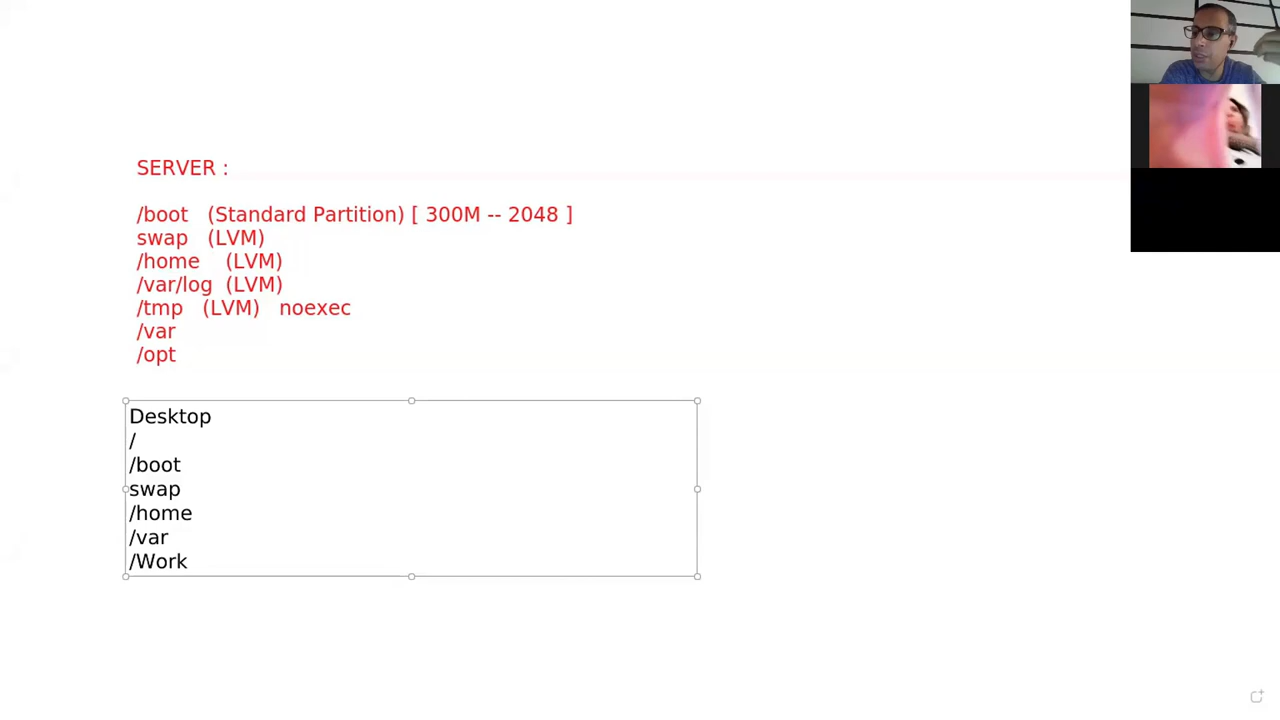 SERVER :
/boot (Standard Partition) [ 300M -- 2048 ]
swap (LVM)
/home (LVM)
/var/log (LVM)
/tmp (LVM) noexec
/var
/opt
Desktop
/
/boot
swap
/home
/var
/Work